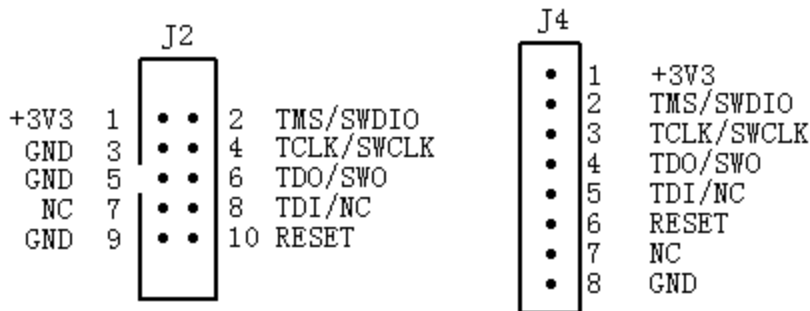 J2
+3V3 1 2 TMS/SWDIO
GND 3 4 TCLK/SWCLK
GND 5 6 TDO/SWO
NC 7 8 TDI/NC
GND 9 10 RESET
J4
1 +3V3
2 TMS/SWDIO
3 TCLK/SWCLK
4 TDO/SWO
5 TDI/NC
6 RESET
7 NC
8 GND